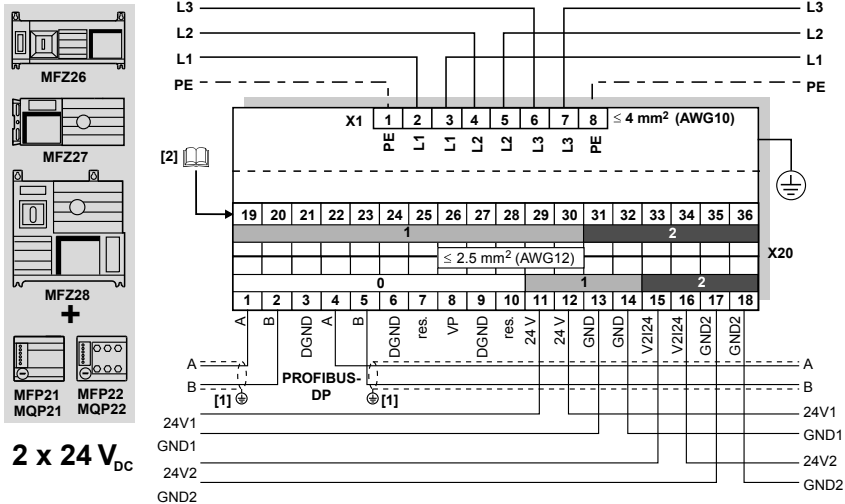 MFZ26
MFZ27
MFZ28
+
MFP21 MFP22
MQP21 MQP22
2 x 24 V_DC
L3 L3
L2 L2
L1 L1
PE PE
X1 1 2 3 4 5 6 7 8 ≤ 4 mm² (AWG10)
PE L1 L1 L2 L2 L3 L3 PE
[2]
19 20 21 22 23 24 25 26 27 28 29 30 31 32 33 34 35 36
1 2
≤ 2.5 mm² (AWG12)
X20
0 1 2
1 2 3 4 5 6 7 8 9 10 11 12 13 14 15 16 17 18
A B DGND A B DGND res. VP DGND res. 24 V 24 V GND GND V2I24 V2I24 GND2 GND2
A A
B B
PROFIBUS-
DP
[1] [1]
24V1 24V1
GND1 GND1
24V2 24V2
GND2 GND2